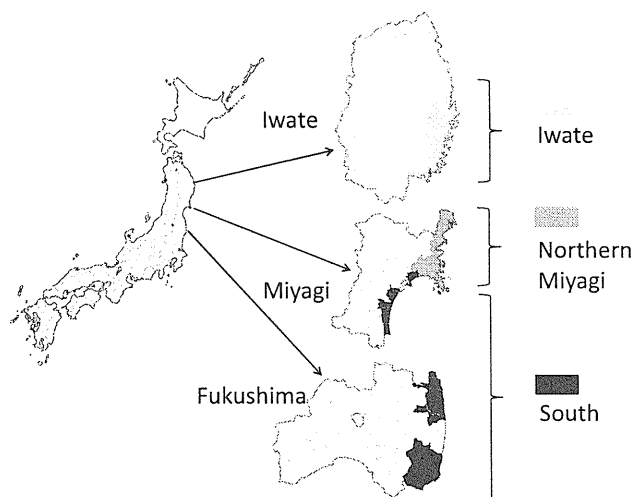 Iwate
Iwate
Northern
Miyagi
Miyagi
Fukushima
South